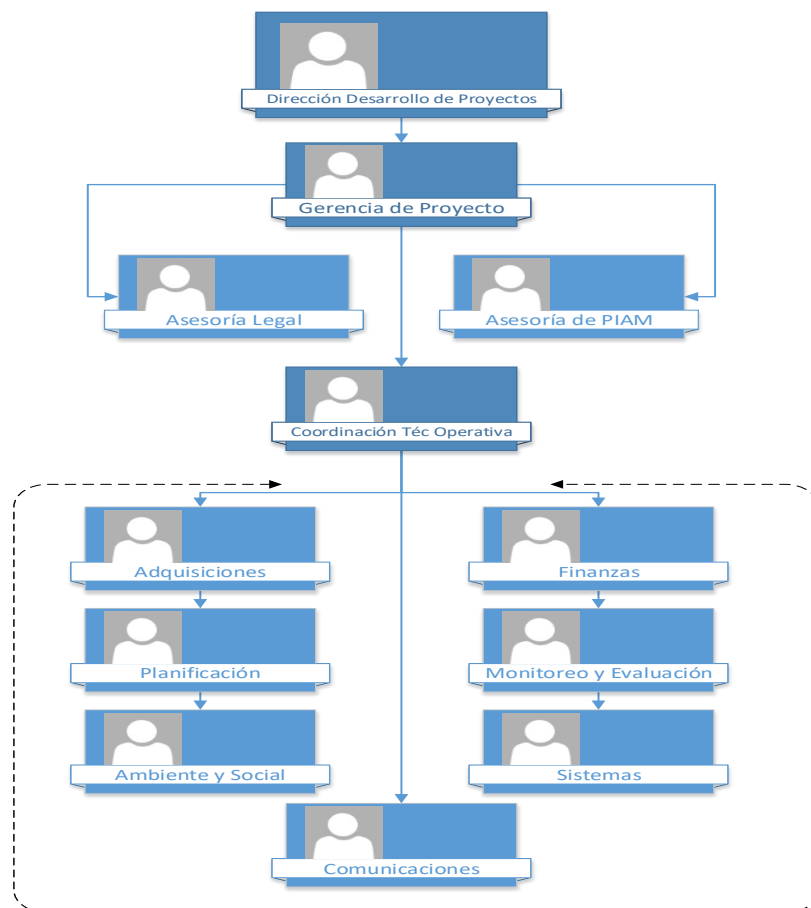 Dirección Desarrollo de Proyectos
Gerencia de Proyecto
Asesoría Legal
Asesoría de PIAM
Coordinación Téc Operativa
Adquisiciones
Finanzas
Planificación
Monitoreo y Evaluación
Ambiente y Social
Sistemas
Comunicaciones